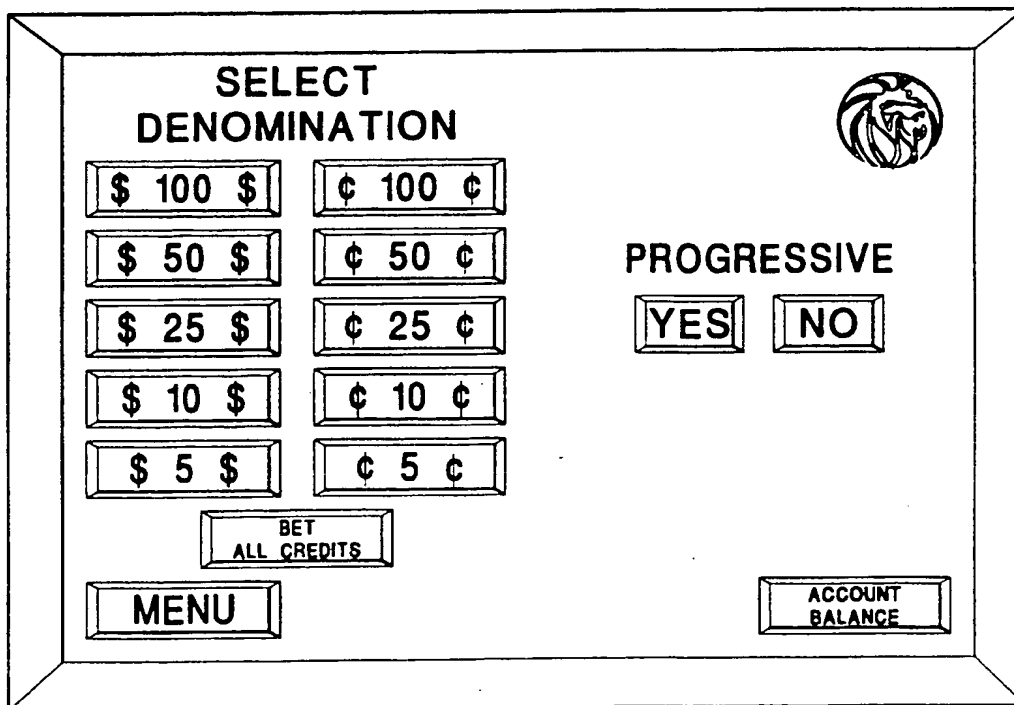 SELECT
DENOMINATION
$ 100 $ ¢ 100 ¢
$ 50 $ ¢ 50 ¢
$ 25 $ ¢ 25 ¢
$ 10 $ ¢ 10 ¢
$ 5 $ ¢ 5 ¢
BET
ALL CREDITS
MENU
PROGRESSIVE
YES NO
ACCOUNT
BALANCE